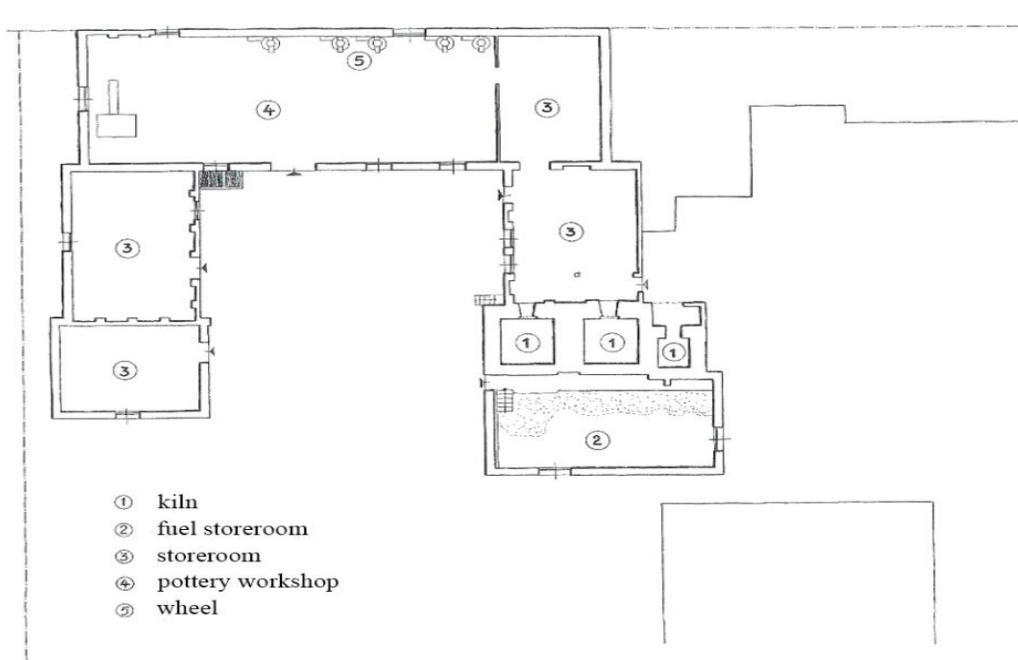 5
4
3
3
3
3
1
1
1
2
① kiln
② fuel storeroom
③ storeroom
④ pottery workshop
⑤ wheel